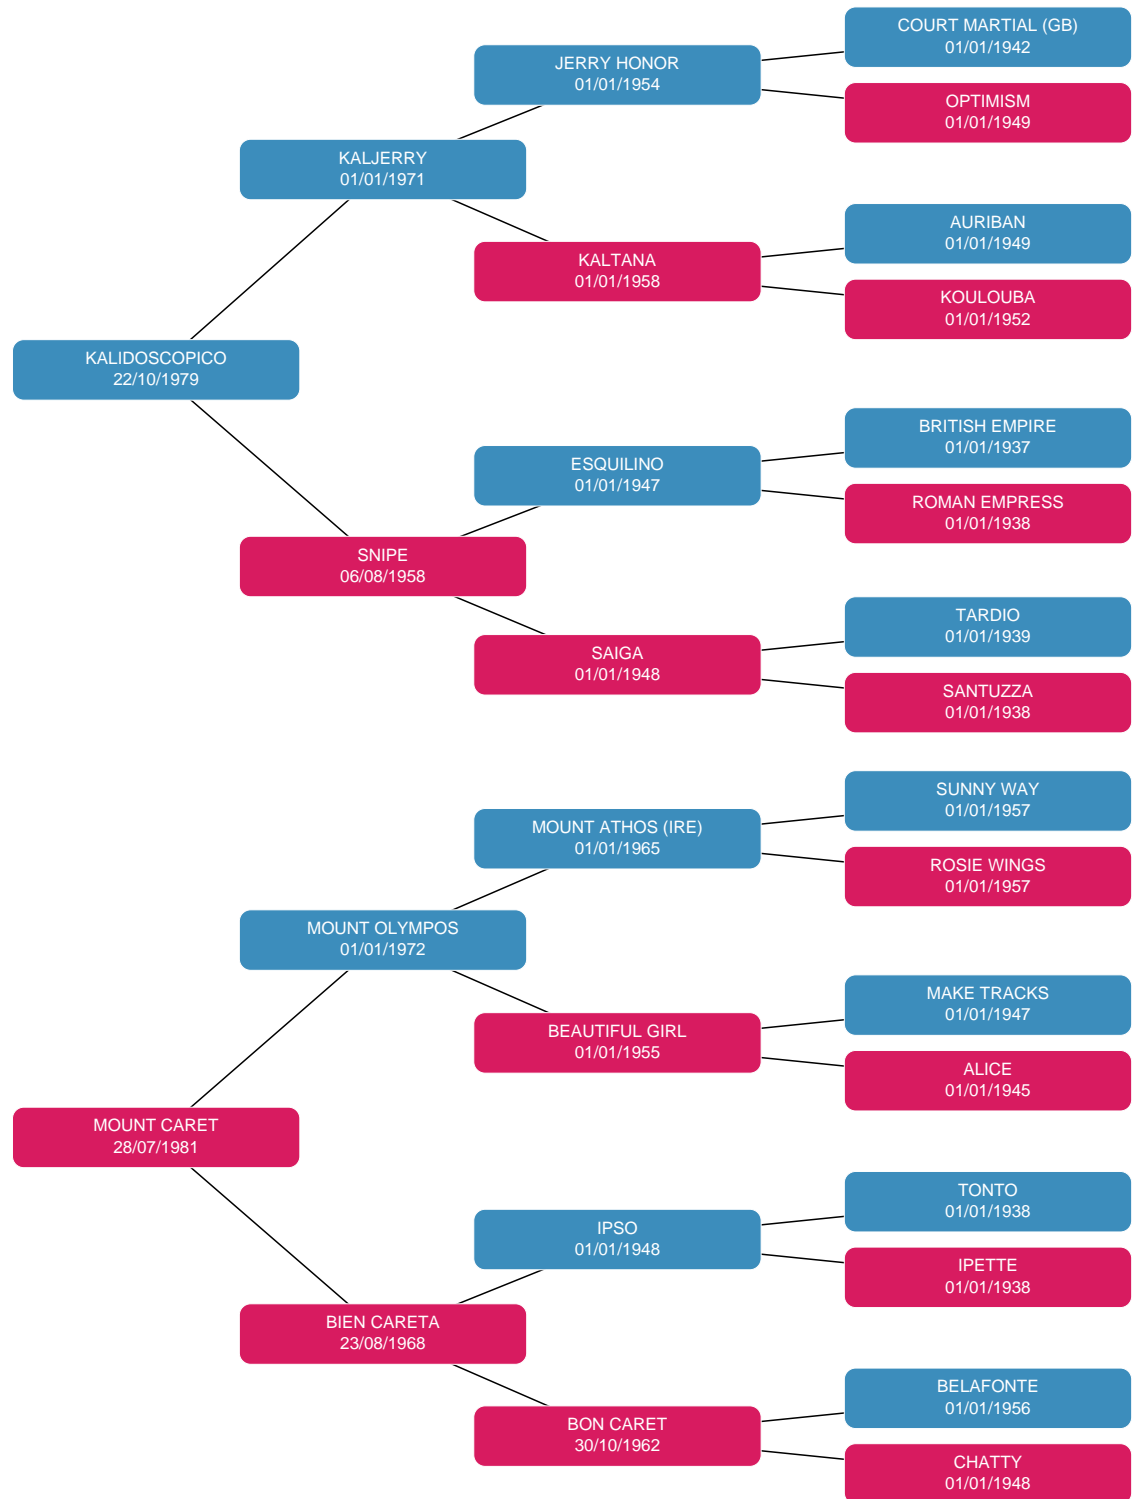 COURT MARTIAL (GB)
01/01/1942
JERRY HONOR
01/01/1954
OPTIMISM
01/01/1949
KALJERRY
01/01/1971
AURIBAN
01/01/1949
KALTANA
01/01/1958
KOULOUBA
01/01/1952
KALIDOSCOPICO
22/10/1979
BRITISH EMPIRE
01/01/1937
ESQUILINO
01/01/1947
ROMAN EMPRESS
01/01/1938
SNIPE
06/08/1958
TARDIO
01/01/1939
SAIGA
01/01/1948
SANTUZZA
01/01/1938
SUNNY WAY
01/01/1957
MOUNT ATHOS (IRE)
01/01/1965
ROSIE WINGS
01/01/1957
MOUNT OLYMPOS
01/01/1972
MAKE TRACKS
01/01/1947
BEAUTIFUL GIRL
01/01/1955
ALICE
01/01/1945
MOUNT CARET
28/07/1981
TONTO
01/01/1938
IPSO
01/01/1948
IPETTE
01/01/1938
BIEN CARETA
23/08/1968
BELAFONTE
01/01/1956
BON CARET
30/10/1962
CHATTY
01/01/1948